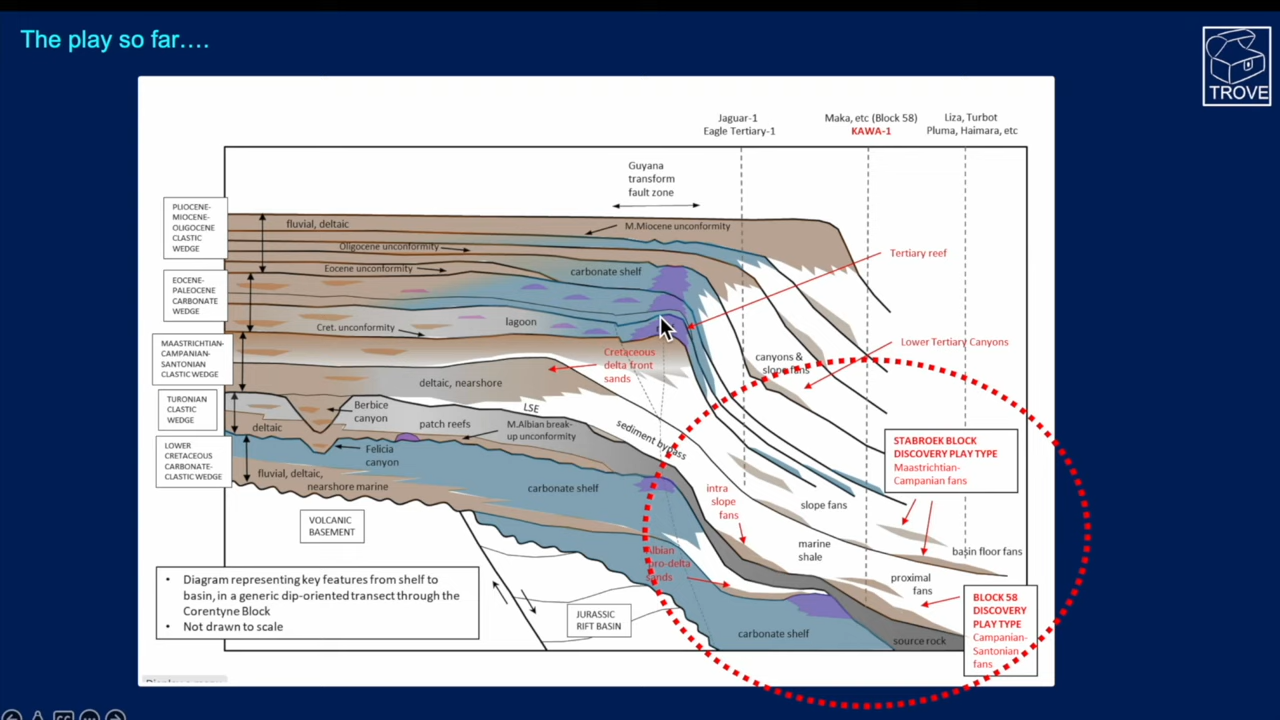 The play so far....
TROVE
Jaguar-1
Eagle Tertiary-1
Maka, etc (Block 58)
KAWA-1
Liza, Turbot
Pluma, Haimara, etc
Guyana
transform
fault zone
PLIOCENE-
MIOCENE-
OLIGOCENE
CLASTIC
WEDGE
fluvial, deltaic
M.Miocene unconformity
Oligocene unconformity
Eocene unconformity
carbonate shelf
Tertiary reef
EOCENE-
PALEOCENE
CARBONATE
WEDGE
lagoon
Cret. unconformity
Lower Tertiary Canyons
MAASTRICHTIAN-
CAMPANIAN-
SANTONIAN
CLASTIC WEDGE
Cretaceous
delta front
sands
canyons &
slope fans
deltaic, nearshore
TURONIAN
CLASTIC
WEDGE
deltaic
Berbice
canyon
LSE
patch reefs
M.Albian break-
up unconformity
sediment bypass
STABROEK BLOCK
DISCOVERY PLAY TYPE
Maastrichtian-
Campanian fans
LOWER
CRETACEOUS
CARBONATE-
CLASTIC WEDGE
Felicia
canyon
fluvial, deltaic,
nearshore marine
carbonate shelf
intra
slope
fans
slope fans
VOLCANIC
BASEMENT
marine
shale
basin floor fans
Albian
pro-delta
sands
proximal
fans
• Diagram representing key features from shelf to
basin, in a generic dip-oriented transect through the
Corentyne Block
• Not drawn to scale
JURASSIC
RIFT BASIN
carbonate shelf
source rock
BLOCK 58
DISCOVERY
PLAY TYPE
Campanian-
Santonian
fans